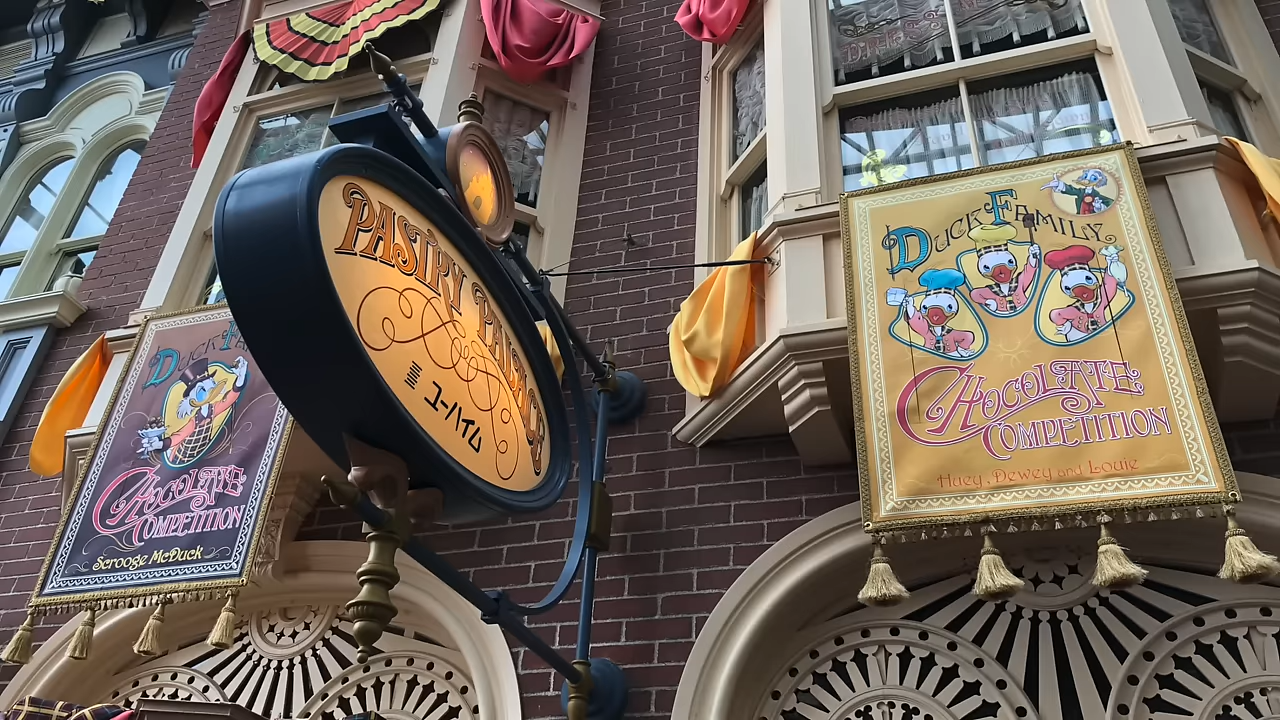 PASTRY PALACE
ユーハイム
DUCK FAMILY
CHOCOLATE
COMPETITION
Huey, Dewey and Louie
DUCK FA
CHOCOLATE
COMPETITION
Scrooge McDuck